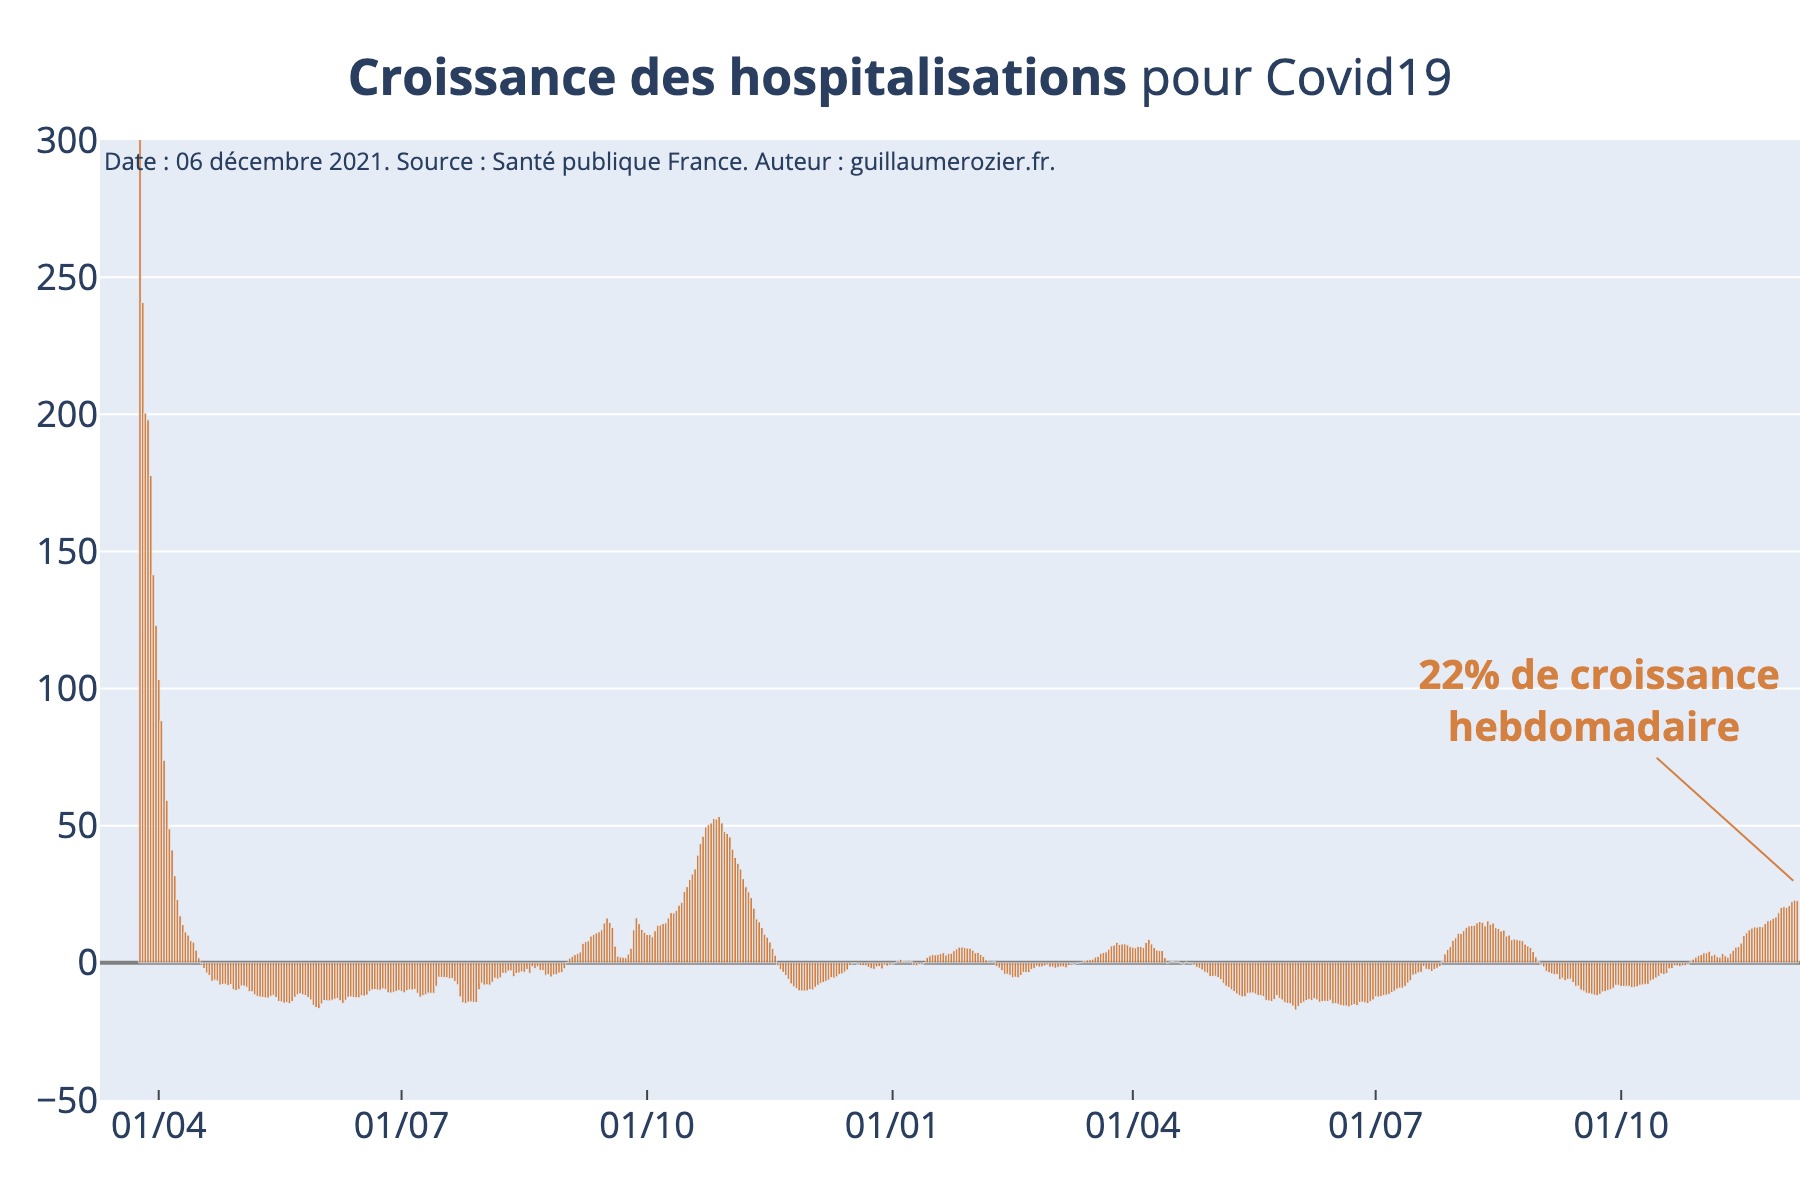 Croissance des hospitalisations pour Covid19
300
Date : 06 décembre 2021. Source : Santé publique France. Auteur : guillaumerozier.fr.
250
200
150
100
22% de croissance
hebdomadaire
50
0
−50
01/04 01/07 01/10 01/01 01/04 01/07 01/10